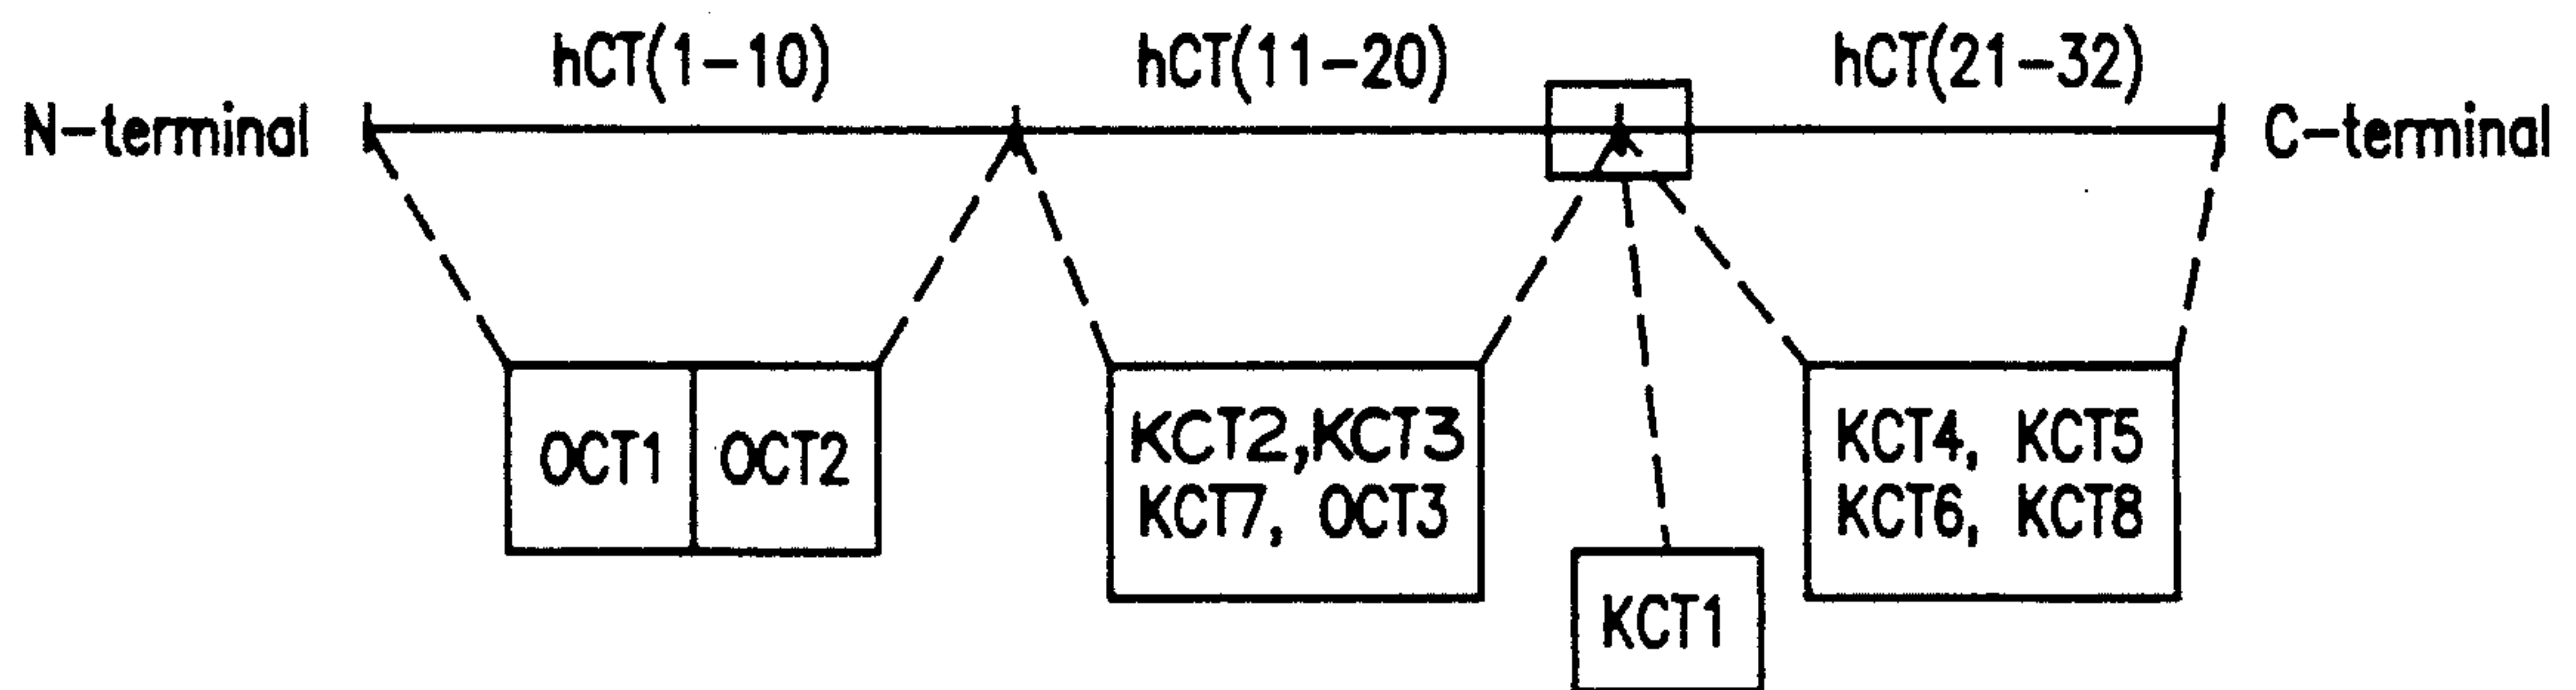 hCT(1-10) hCT(11-20) hCT(21-32)
N-terminal C-terminal
OCT1 OCT2
KCT2,KCT3
KCT7, OCT3
KCT4, KCT5
KCT6, KCT8
KCT1